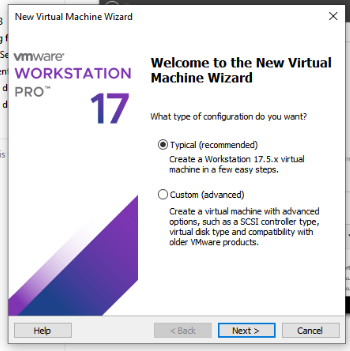 New Virtual Machine Wizard
vmware®
WORKSTATION
PRO™
17
Welcome to the New Virtual
Machine Wizard
What type of configuration do you want?
Typical (recommended)
Create a Workstation 17.5.x virtual
machine in a few easy steps.
Custom (advanced)
Create a virtual machine with advanced
options, such as a SCSI controller type,
virtual disk type and compatibility with
older VMware products.
Help
< Back
Next >
Cancel